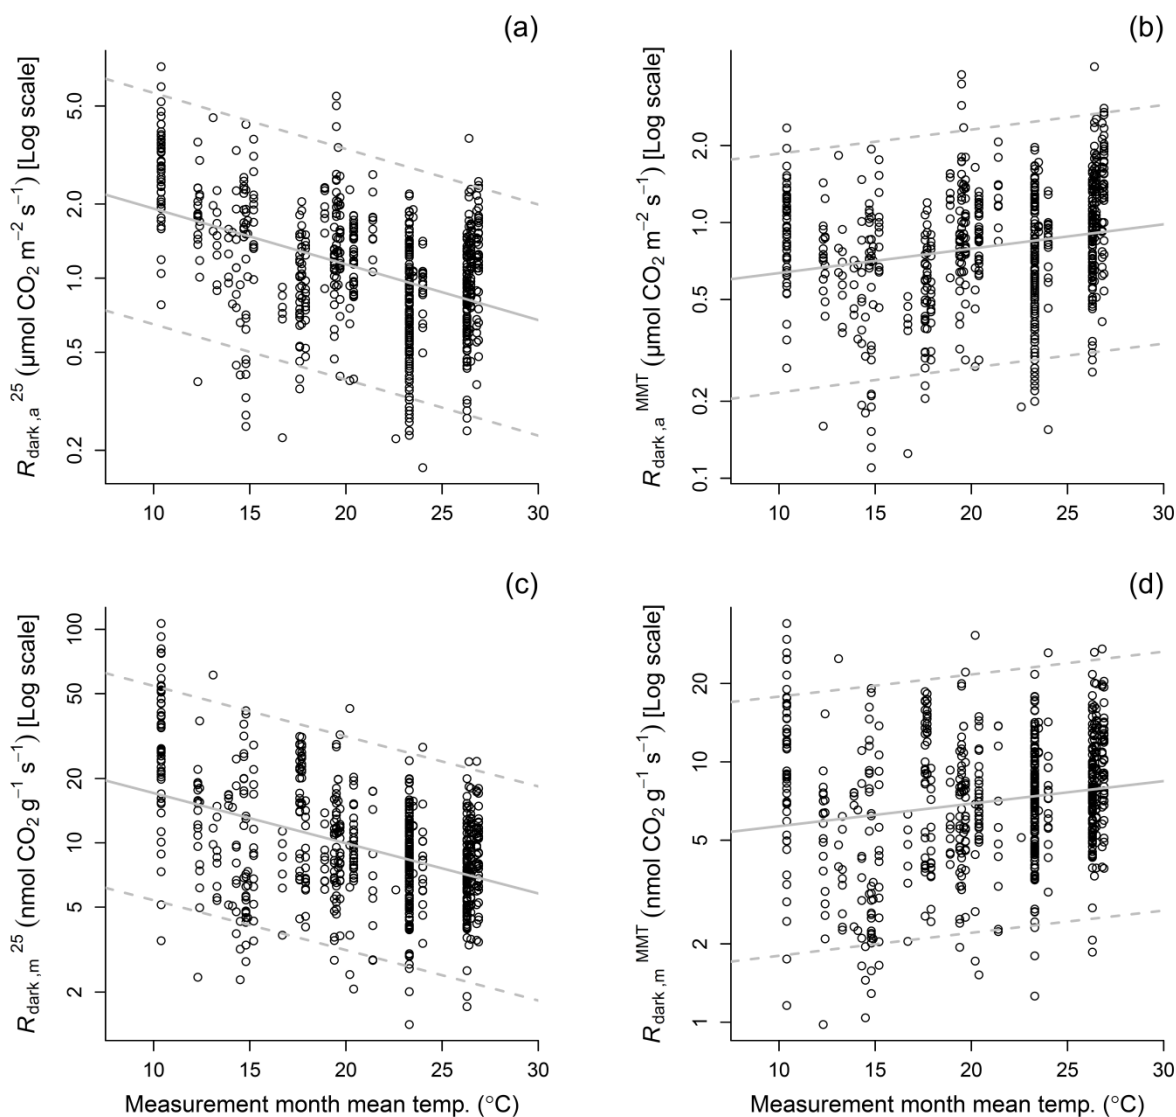 (a)
R_dark,a^25 (μmol CO₂ m⁻² s⁻¹) [Log scale]
5.0
2.0
1.0
0.5
0.2
10 15 20 25 30
(b)
R_dark,a^MMT (μmol CO₂ m⁻² s⁻¹) [Log scale]
2.0
1.0
0.5
0.2
0.1
10 15 20 25 30
(c)
R_dark,m^25 (nmol CO₂ g⁻¹ s⁻¹) [Log scale]
100
50
20
10
5
2
10 15 20 25 30
Measurement month mean temp. (°C)
(d)
R_dark,m^MMT (nmol CO₂ g⁻¹ s⁻¹) [Log scale]
20
10
5
2
1
10 15 20 25 30
Measurement month mean temp. (°C)